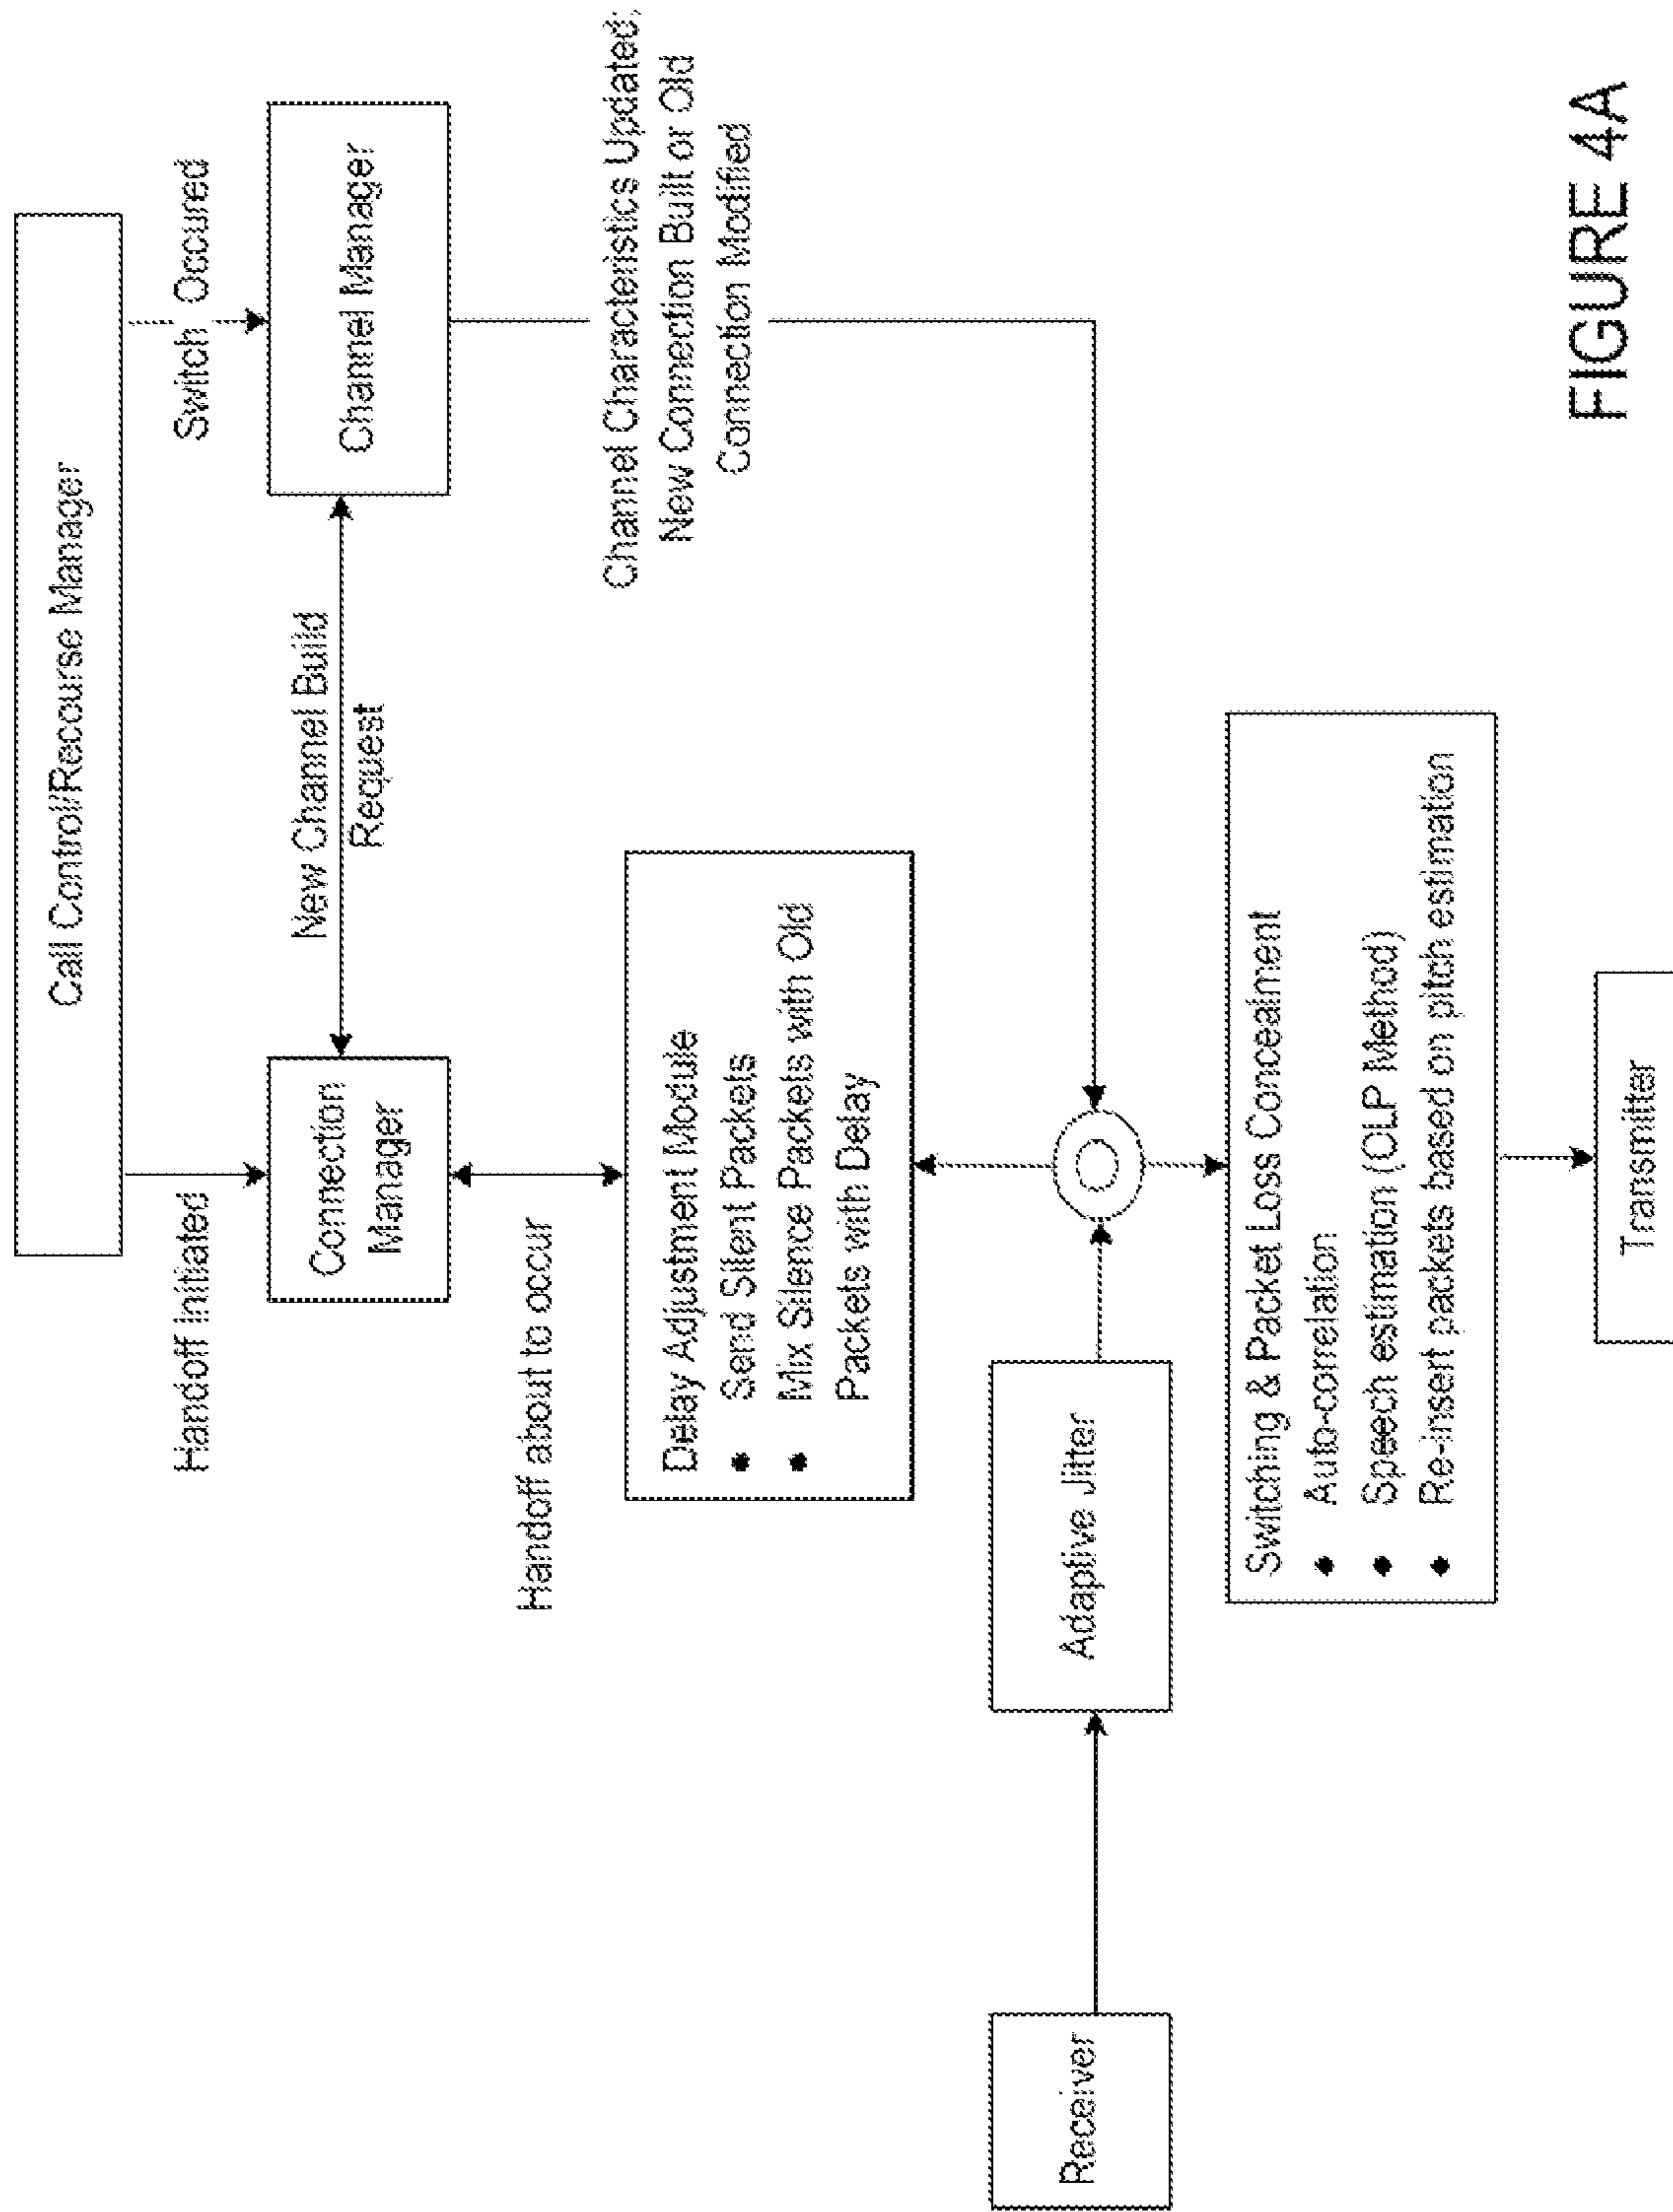 Call Control/Recourse Manager
Handoff Initiated
Switch Occured
Connection
Manager
New Channel Build
Request
Channel Manager
Handoff about to occur
Channel Characteristics Updated;
New Connection Built or Old
Connection Modified
Delay Adjustment Module
• Send Silent Packets
• Mix Silence Packets with Old
Packets with Delay
Receiver
Adaptive Jitter
Switching & Packet Loss Concealment
• Auto-correlation
• Speech estimation (CLP Method)
• Re-insert packets based on pitch estimation
Transmitter
FIGURE 4A